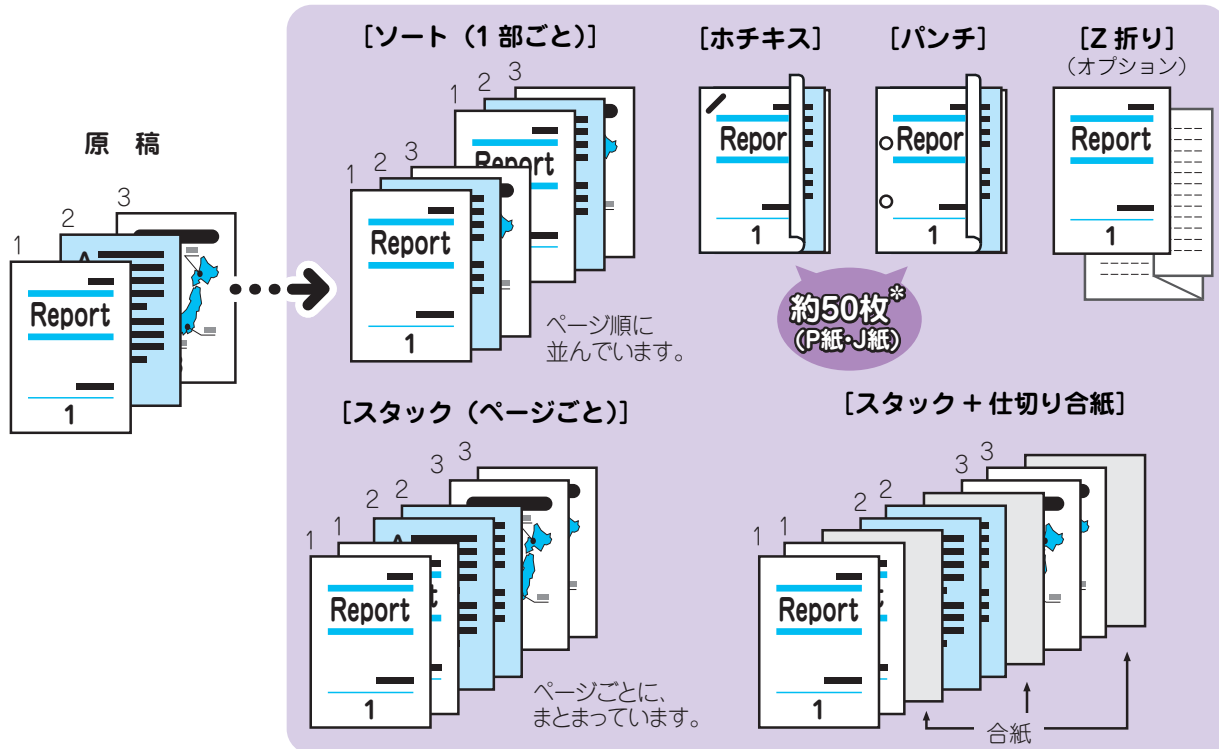 原 稿
1
2
3
Report
1
[ソート（1 部ごと）]
1
2
3
1
2
3
Report
Report
1
ページ順に
並んでいます。
[ホチキス]
Repor
1
[パンチ]
Repor
1
約50枚*
(P紙・J紙)
[Z 折り]
（オプション）
Report
1
[スタック（ページごと）]
1
1
2
2
3
3
Report
1
ページごとに、
まとまっています。
[スタック + 仕切り合紙]
1
1
2
2
3
3
Report
1
合紙